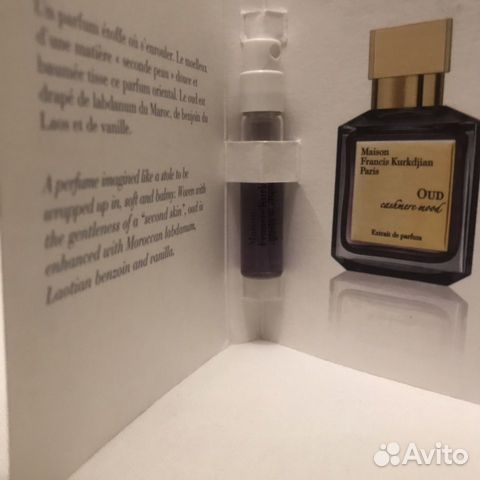 Un parfum étoffe où s'enrouler. Le moelleux
d'une matière « seconde peau » douce et
baumée tisse ce parfum oriental. Le oud est
drapé de labdanum du Maroc, de benjoin du
Laos et de vanille.
A perfume imagined like a stole to be
wrapped up in, soft and balmy. Woven with
the gentleness of a "second skin", oud is
enhanced with Moroccan labdanum,
Laotian benzoin and vanilla.
Maison
Francis Kurkdjian
Paris
OUD
cashmere mood
Extrait de parfum
Avito